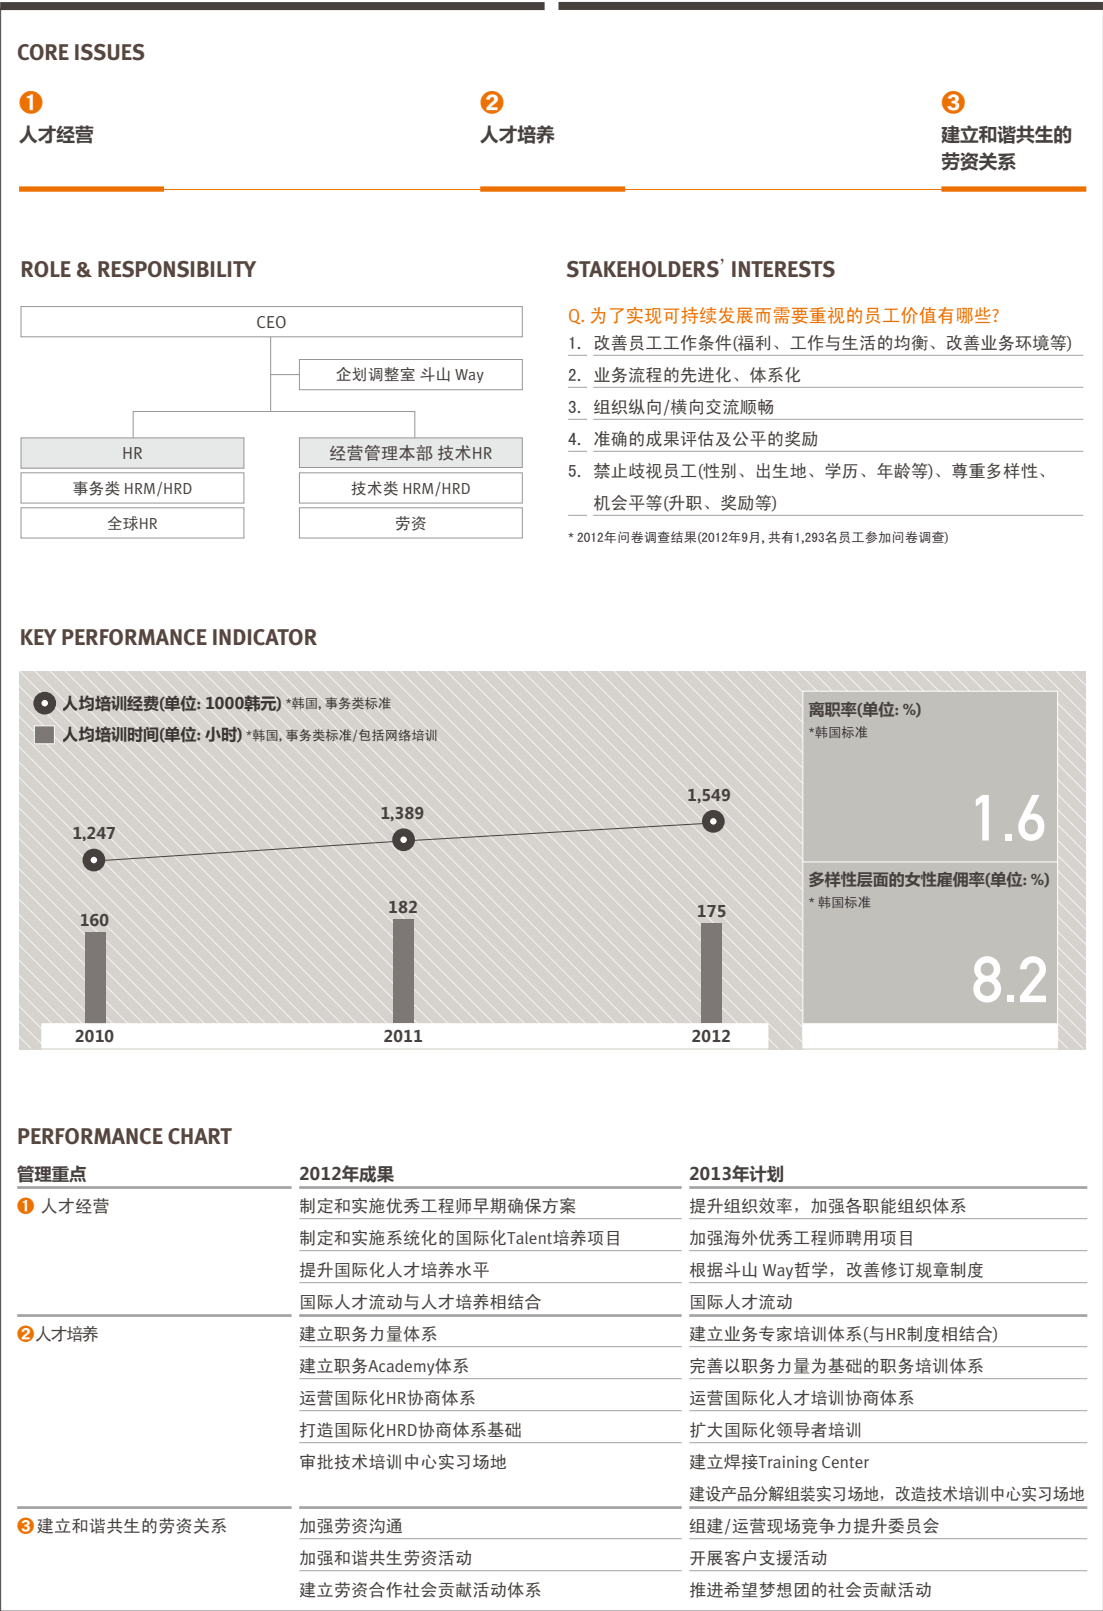 CORE ISSUES
1
人才经营
2
人才培养
3
建立和谐共生的
劳资关系
ROLE & RESPONSIBILITY
CEO
企划调整室 斗山 Way
HR
经营管理本部 技术HR
事务类 HRM/HRD
技术类 HRM/HRD
全球HR
劳资
STAKEHOLDERS' INTERESTS
Q. 为了实现可持续发展而需要重视的员工价值有哪些?
1. 改善员工工作条件(福利、工作与生活的均衡、改善业务环境等)
2. 业务流程的先进化、体系化
3. 组织纵向/横向交流顺畅
4. 准确的成果评估及公平的奖励
5. 禁止歧视员工(性别、出生地、学历、年龄等)、尊重多样性、
机会平等(升职、奖励等)
* 2012年问卷调查结果(2012年9月, 共有1,293名员工参加问卷调查)
KEY PERFORMANCE INDICATOR
人均培训经费(单位: 1000韩元) *韩国, 事务类标准
人均培训时间(单位: 小时) *韩国, 事务类标准/包括网络培训
1,247
1,389
1,549
160
182
175
2010
2011
2012
离职率(单位: %)
*韩国标准
1.6
多样性层面的女性雇佣率(单位: %)
* 韩国标准
8.2
PERFORMANCE CHART
管理重点 2012年成果 2013年计划
1 人才经营 制定和实施优秀工程师早期确保方案 提升组织效率，加强各职能组织体系
制定和实施系统化的国际化Talent培养项目 加强海外优秀工程师聘用项目
提升国际化人才培养水平 根据斗山 Way哲学，改善修订规章制度
国际人才流动与人才培养相结合 国际人才流动
2 人才培养 建立职务力量体系 建立业务专家培训体系(与HR制度相结合)
建立职务Academy体系 完善以职务力量为基础的职务培训体系
运营国际化HR协商体系 运营国际化人才培训协商体系
打造国际化HRD协商体系基础 扩大国际化领导者培训
审批技术培训中心实习场地 建立焊接Training Center
建设产品分解组装实习场地，改造技术培训中心实习场地
3 建立和谐共生的劳资关系 加强劳资沟通 组建/运营现场竞争力提升委员会
加强和谐共生劳资活动 开展客户支援活动
建立劳资合作社会贡献活动体系 推进希望梦想团的社会贡献活动